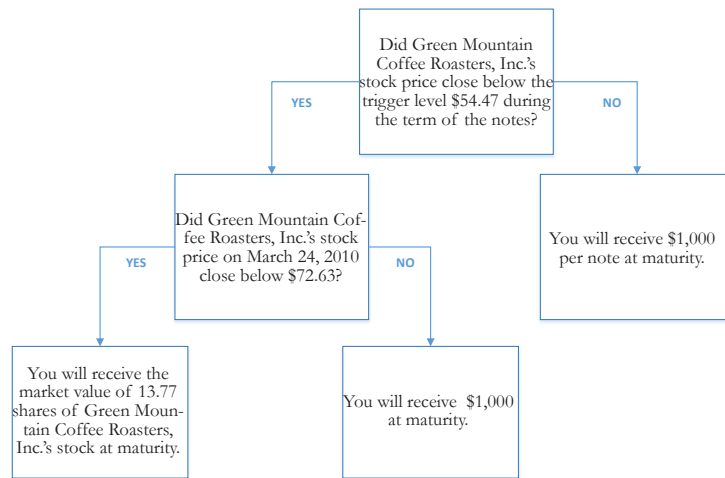 Did Green Mountain
Coffee Roasters, Inc.'s
stock price close below the
trigger level $54.47 during
the term of the notes?
YES
NO
Did Green Mountain Cof-
fee Roasters, Inc.'s stock
price on March 24, 2010
close below $72.63?
You will receive $1,000
per note at maturity.
YES
NO
You will receive the
market value of 13.77
shares of Green Moun-
tain Coffee Roasters,
Inc.'s stock at maturity.
You will receive $1,000
at maturity.